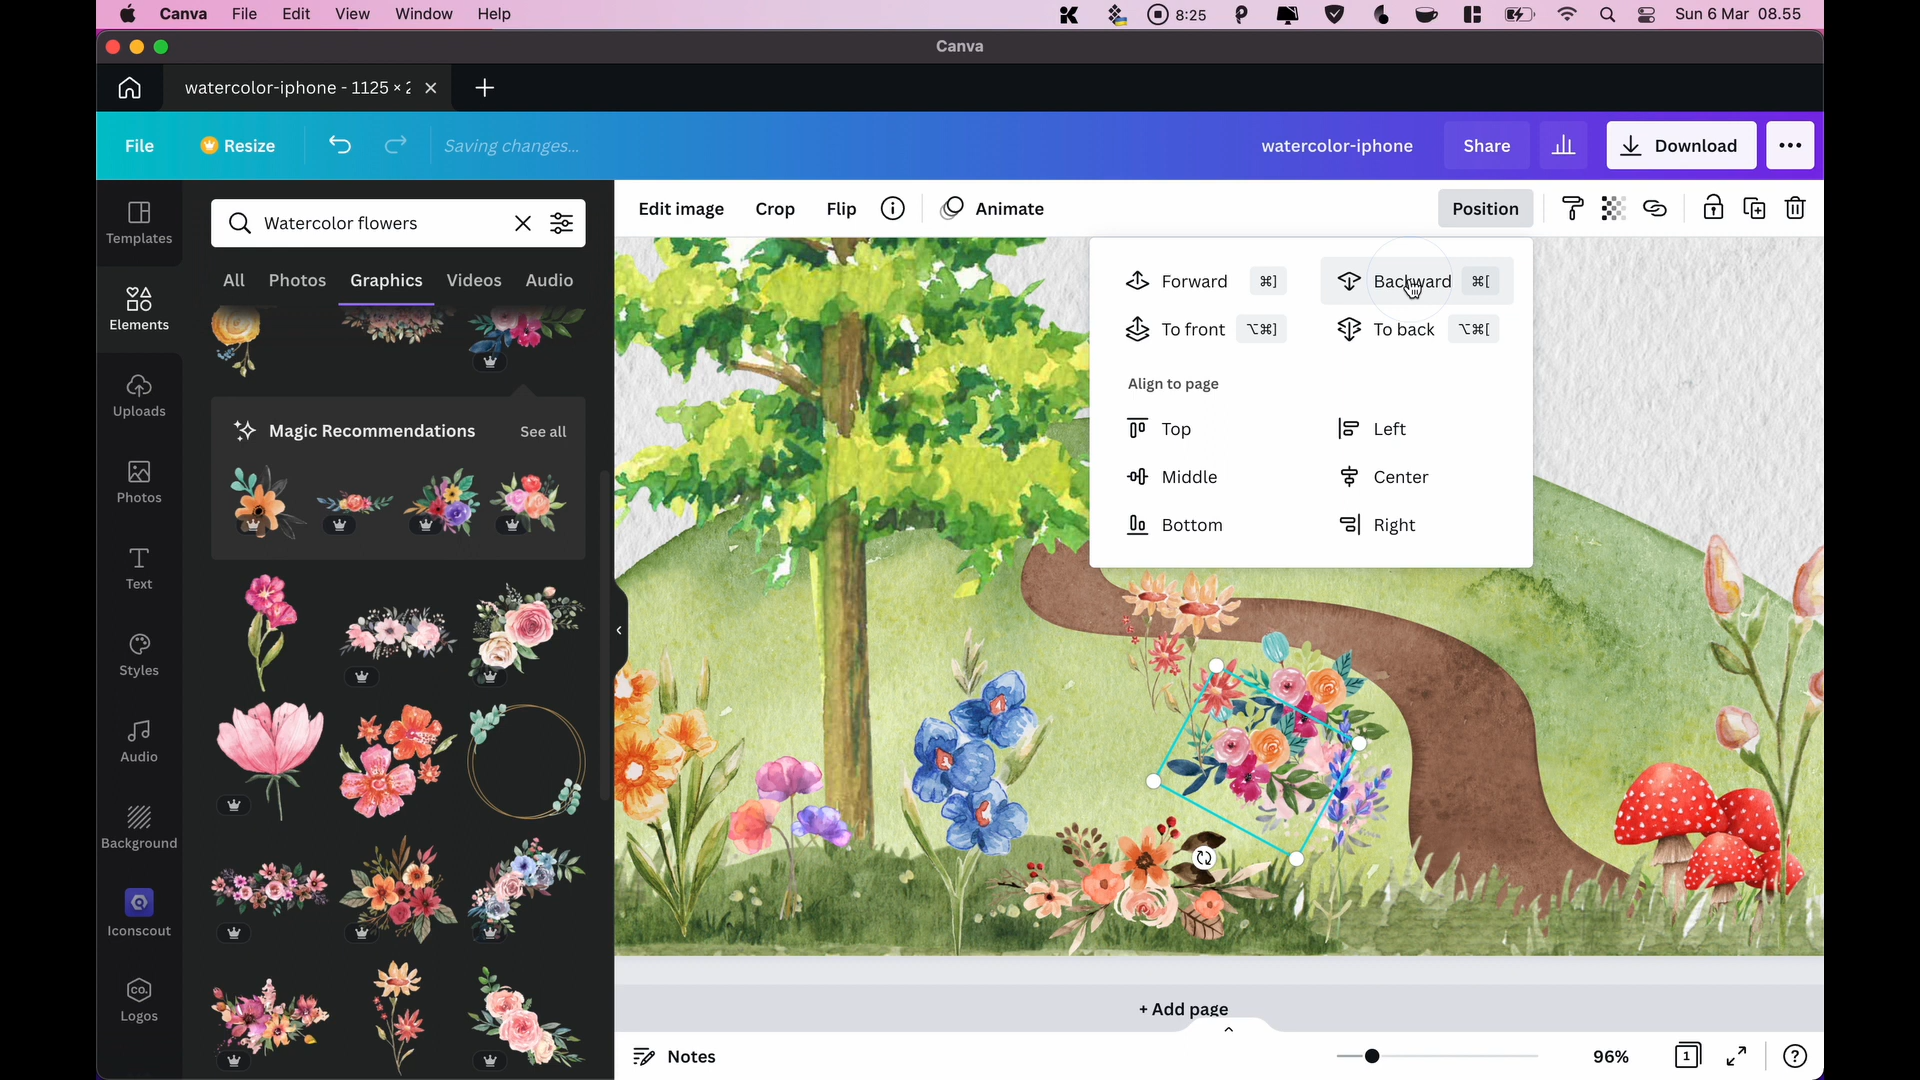 Canva File Edit View Window Help 8:25 Sun 6 Mar 08.55
Canva
watercolor-iphone - 1125 × 2
File Resize Saving changes... watercolor-iphone Share Download
Templates
Elements
Uploads
Photos
Text
Styles
Audio
Background
Iconscout
CO.
Logos
Watercolor flowers
All Photos Graphics Videos Audio
Magic Recommendations See all
Edit image Crop Flip Animate Position
Forward ⌘] Backward ⌘[
To front ⌥⌘] To back ⌥⌘[
Align to page
Top Left
Middle Center
Bottom Right
+ Add page
Notes 96% 1 ?